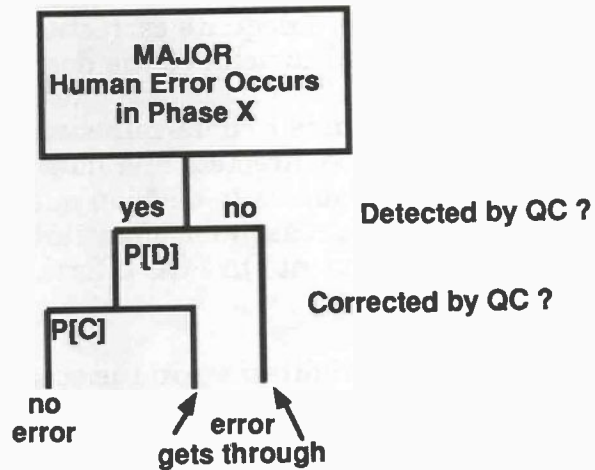 MAJOR
Human Error Occurs
in Phase X
yes no Detected by QC ?
P[D]
Corrected by QC ?
P[C]
no
error
error
gets through